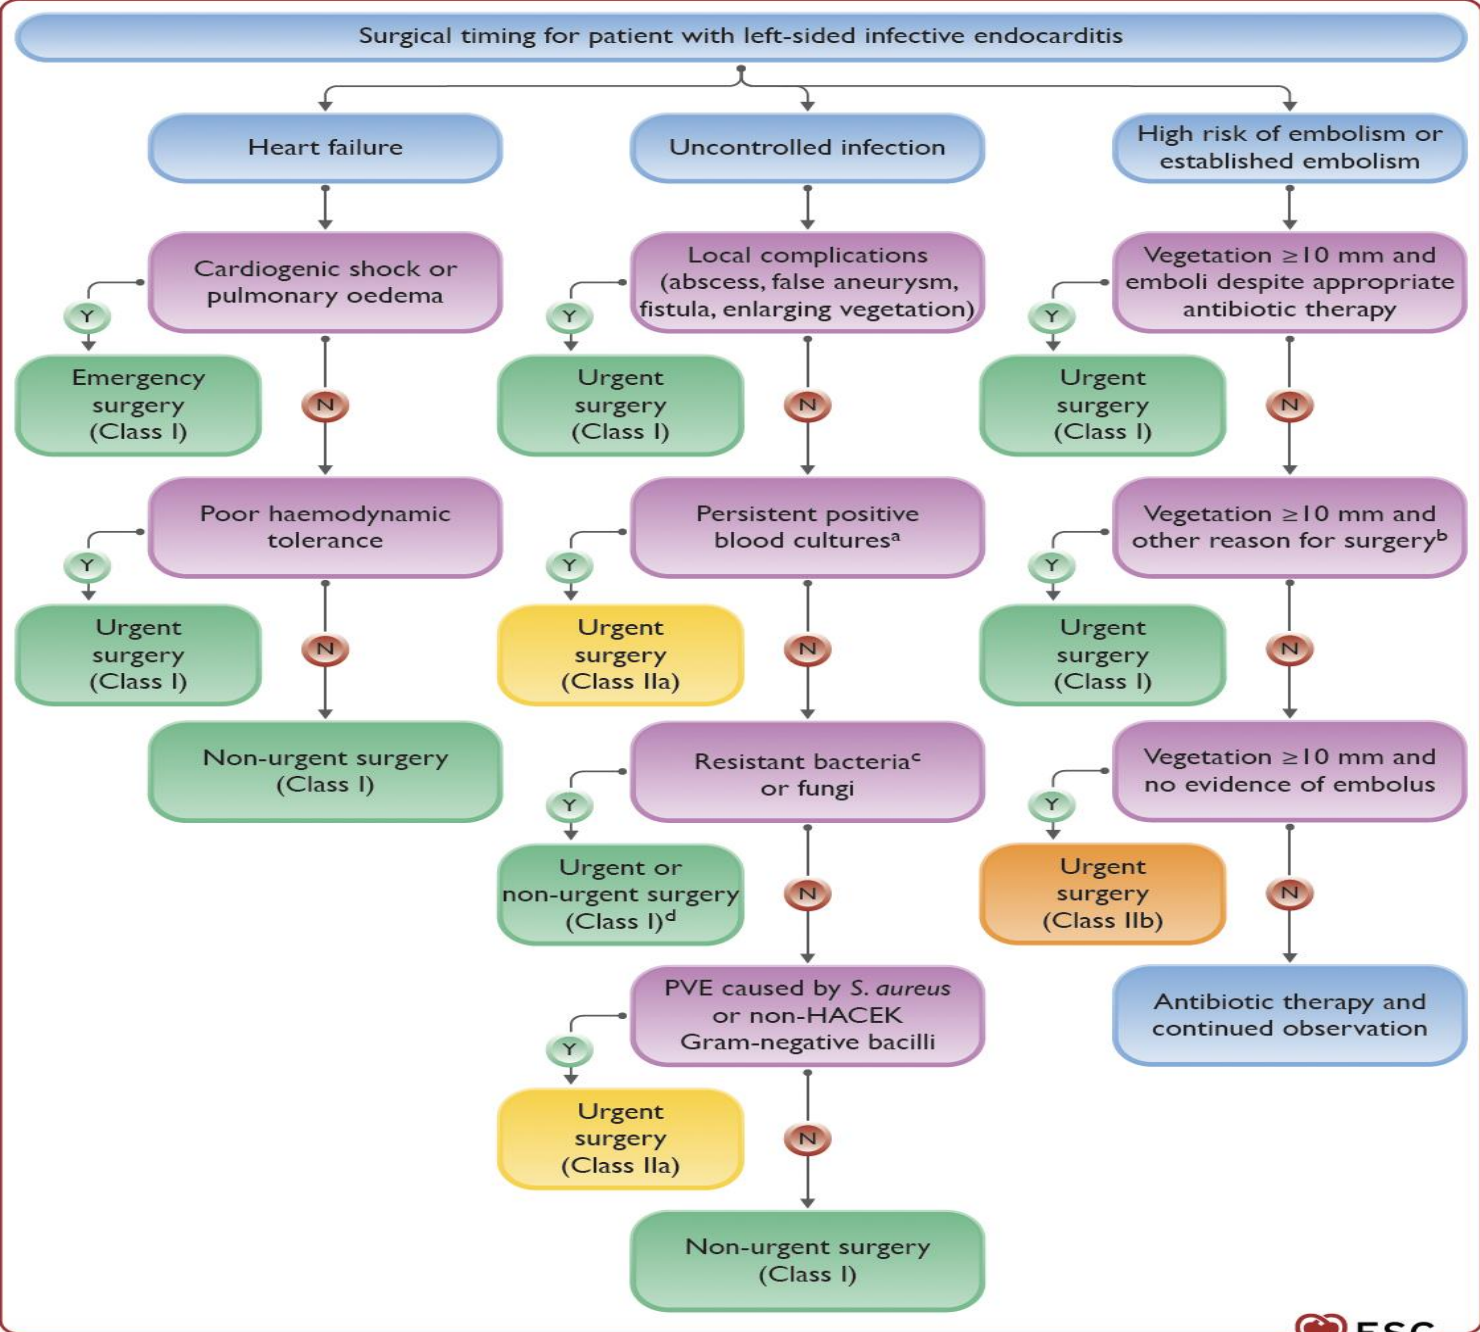 Surgical timing for patient with left-sided infective endocarditis
Heart failure
Cardiogenic shock or
pulmonary oedema
Y
Emergency
surgery
(Class I)
N
Poor haemodynamic
tolerance
Y
Urgent
surgery
(Class I)
N
Non-urgent surgery
(Class I)
Uncontrolled infection
Local complications
(abscess, false aneurysm,
fistula, enlarging vegetation)
Y
Urgent
surgery
(Class I)
N
Persistent positive
blood culturesᵃ
Y
Urgent
surgery
(Class IIa)
N
Resistant bacteriaᶜ
or fungi
Y
Urgent or
non-urgent surgery
(Class I)ᵈ
N
PVE caused by S. aureus
or non-HACEK
Gram-negative bacilli
Y
Urgent
surgery
(Class IIa)
N
Non-urgent surgery
(Class I)
High risk of embolism or
established embolism
Vegetation ≥10 mm and
emboli despite appropriate
antibiotic therapy
Y
Urgent
surgery
(Class I)
N
Vegetation ≥10 mm and
other reason for surgeryᵇ
Y
Urgent
surgery
(Class I)
N
Vegetation ≥10 mm and
no evidence of embolus
Y
Urgent
surgery
(Class IIb)
N
Antibiotic therapy and
continued observation
ESC